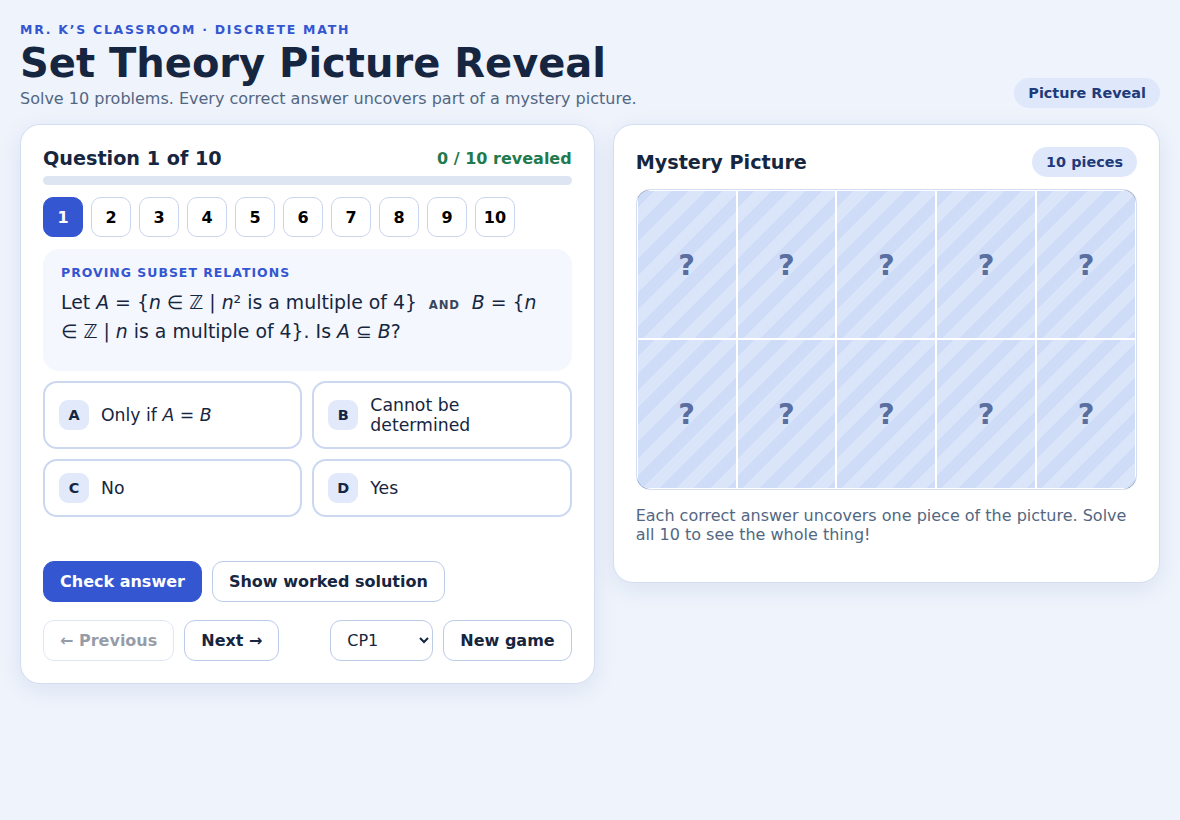 MR. K’S CLASSROOM · DISCRETE MATH
Set Theory Picture Reveal
Solve 10 problems. Every correct answer uncovers part of a mystery picture.
Picture Reveal
Question 1 of 10
0 / 10 revealed
1 2 3 4 5 6 7 8 9 10
PROVING SUBSET RELATIONS
Let A = {n ∈ ℤ | n² is a multiple of 4} AND B = {n
∈ ℤ | n is a multiple of 4}. Is A ⊆ B?
A Only if A = B
B Cannot be
determined
C No
D Yes
Check answer
Show worked solution
← Previous
Next →
CP1
New game
Mystery Picture
10 pieces
? ? ? ? ?
? ? ? ? ?
Each correct answer uncovers one piece of the picture. Solve
all 10 to see the whole thing!